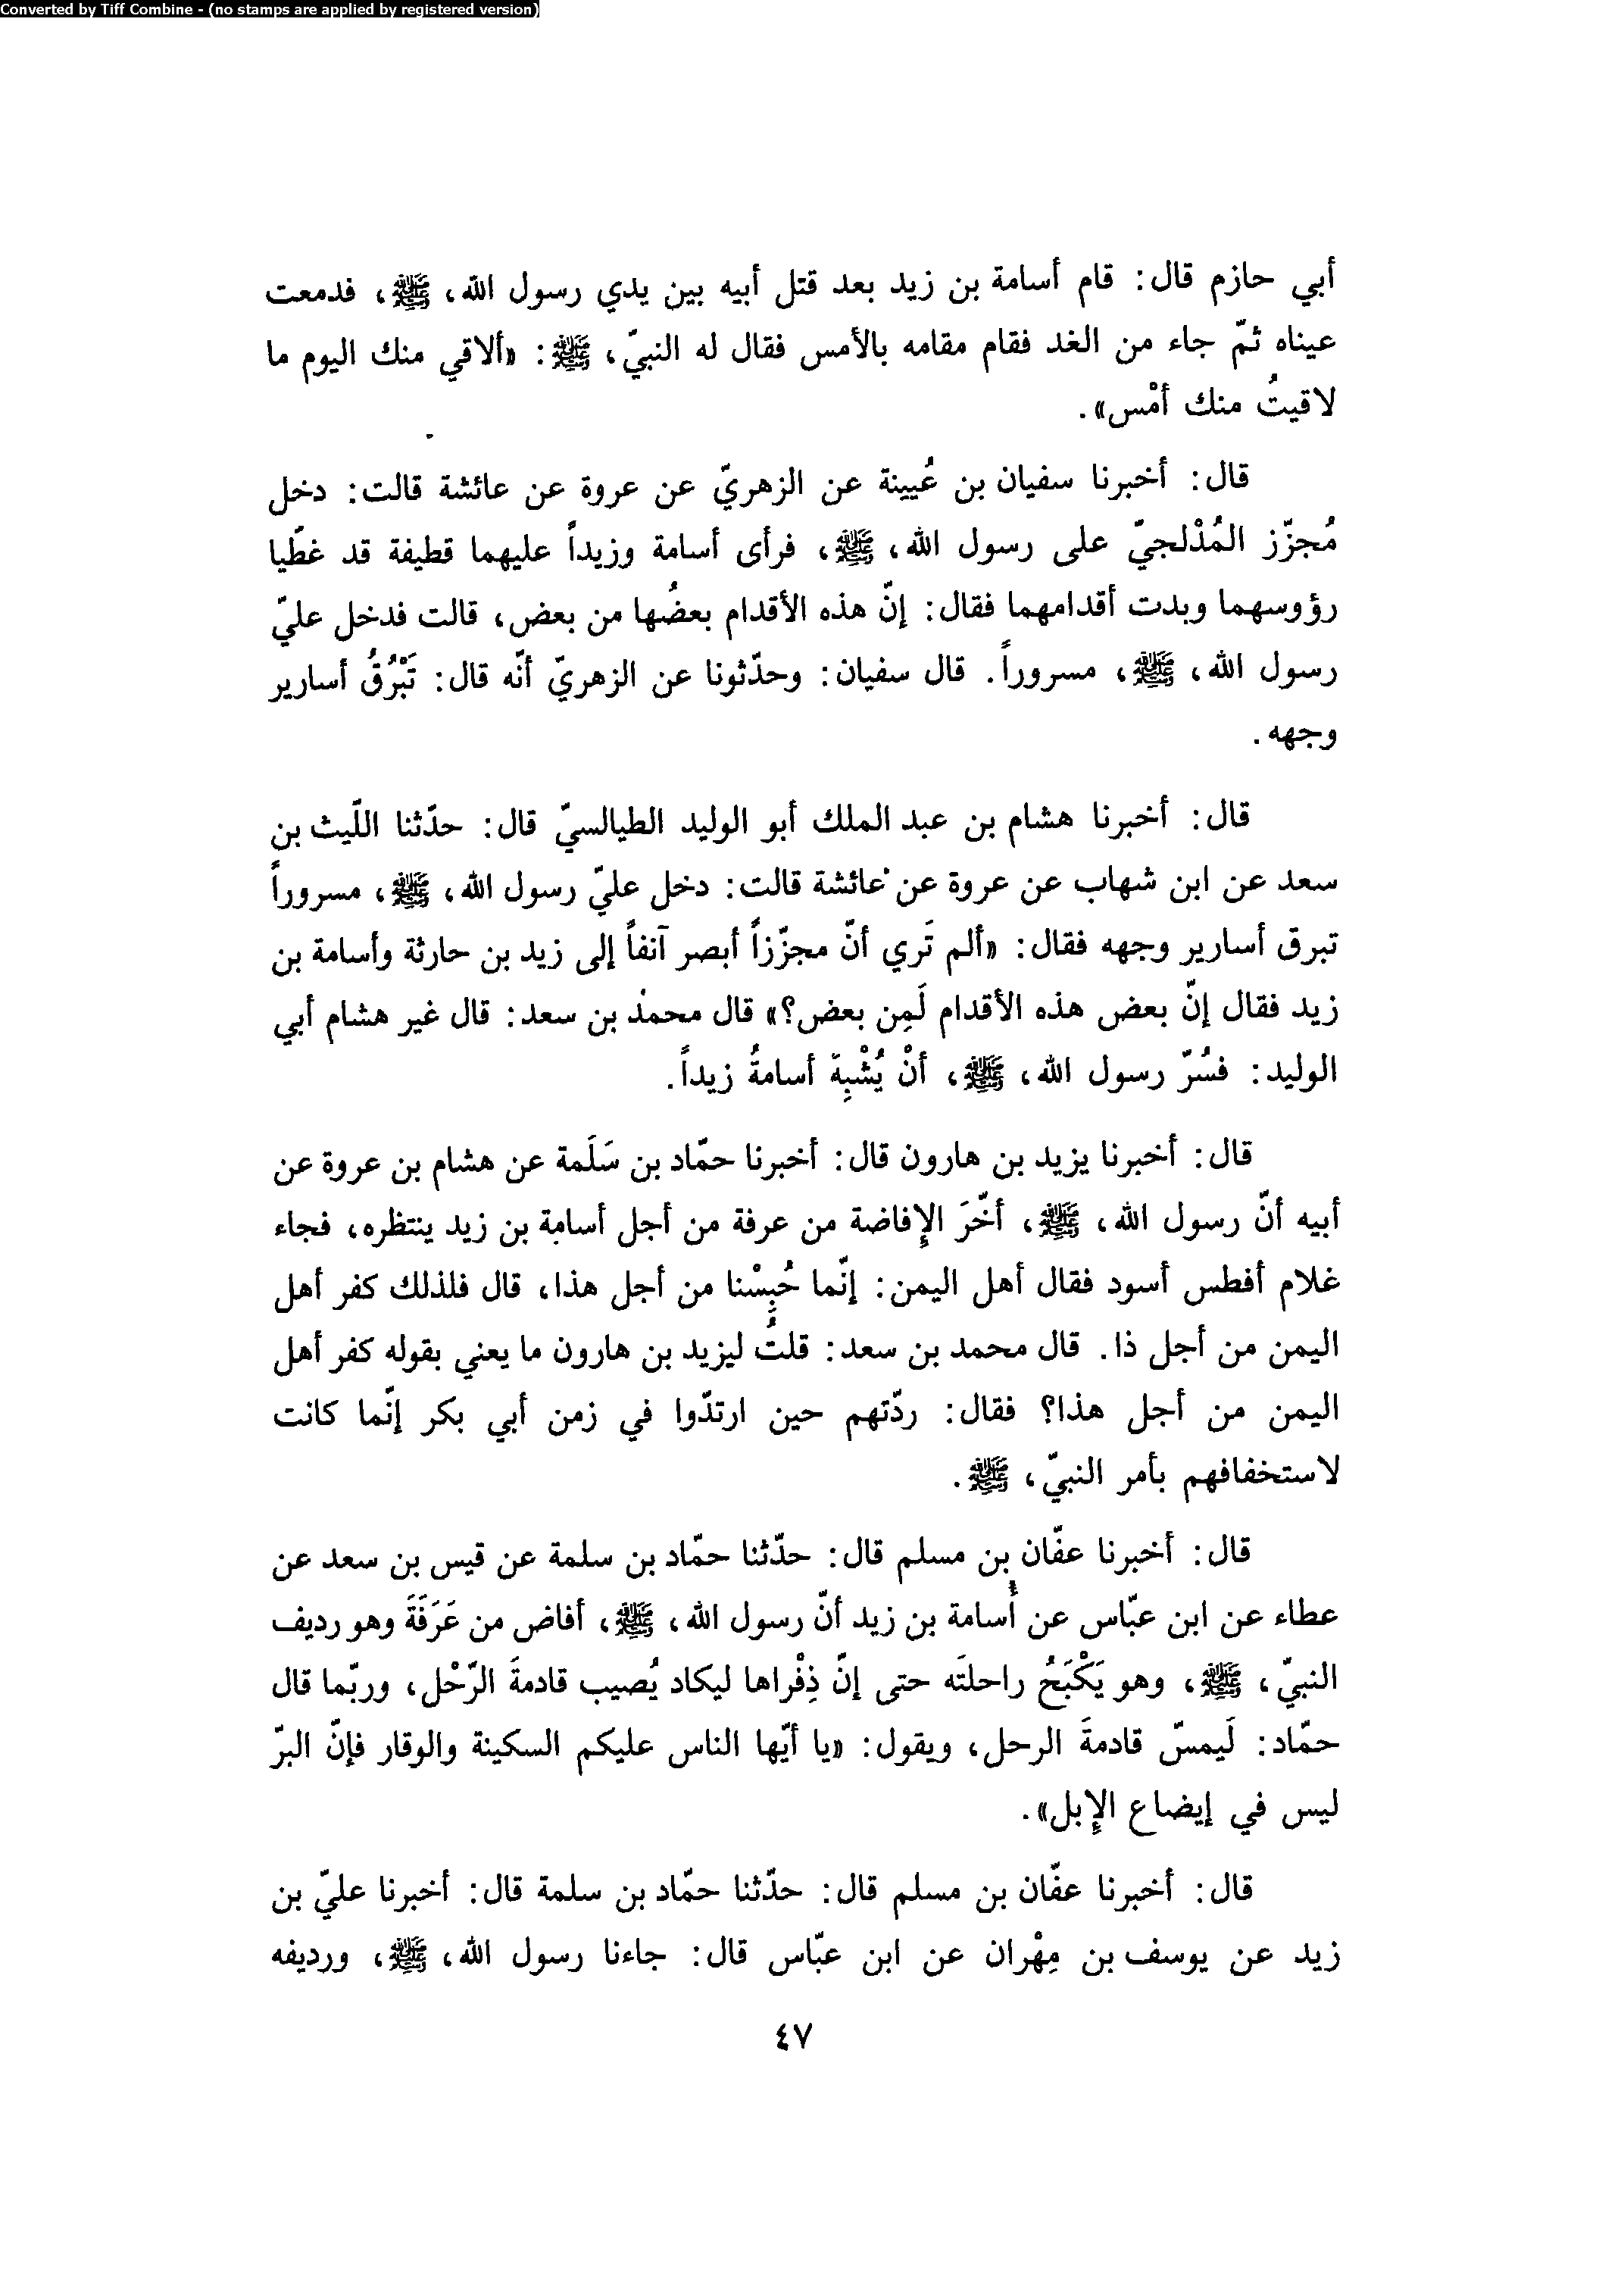 Converted by Tiff Combine - (no stamps are applied by registered version)
أبي حازم قال: قام أسامة بن زيد بعد قتل أبيه بين يدي رسول الله، ﷺ، فدمعت
عيناه ثمّ جاء من الغد فقام مقامه بالأمس فقال له النبيّ، ﷺ: «ألاقي منك اليوم ما
لاقيتُ منك أمْس».
قال: أخبرنا سفيان بن عُيينة عن الزهريّ عن عروة عن عائشة قالت: دخل
مُجزّز المُدْلجيّ على رسول الله، ﷺ، فرأى أسامة وزيداً عليهما قطيفة قد غطّيا
رؤوسهما وبدت أقدامهما فقال: إنّ هذه الأقدام بعضُها من بعض، قالت فدخل عليّ
رسول الله، ﷺ، مسروراً. قال سفيان: وحدّثونا عن الزهريّ أنّه قال: تَبْرُقُ أسارير
وجهه.
قال: أخبرنا هشام بن عبد الملك أبو الوليد الطيالسيّ قال: حدّثنا اللّيث بن
سعد عن ابن شهاب عن عروة عن عائشة قالت: دخل عليّ رسول الله، ﷺ، مسروراً
تبرق أسارير وجهه فقال: «ألم تَري أنّ مجزّزاً أبصر آنفاً إلى زيد بن حارثة وأسامة بن
زيد فقال إنّ بعض هذه الأقدام لَمِن بعض؟» قال محمد بن سعد: قال غير هشام أبي
الوليد: فسُرّ رسول الله، ﷺ، أنْ يُشْبِهَ أسامةُ زيداً.
قال: أخبرنا يزيد بن هارون قال: أخبرنا حمّاد بن سَلَمة عن هشام بن عروة عن
أبيه أنّ رسول الله، ﷺ، أخّرَ الإفاضة من عرفة من أجل أسامة بن زيد ينتظره، فجاء
غلام أفطس أسود فقال أهل اليمن: إنّما حُبِسْنا من أجل هذا، قال فلذلك كفر أهل
اليمن من أجل ذا. قال محمد بن سعد: قلتُ ليزيد بن هارون ما يعني بقوله كفر أهل
اليمن من أجل هذا؟ فقال: ردّتهم حين ارتدّوا في زمن أبي بكر إنّما كانت
لاستخفافهم بأمر النبيّ، ﷺ.
قال: أخبرنا عفّان بن مسلم قال: حدّثنا حمّاد بن سلمة عن قيس بن سعد عن
عطاء عن ابن عبّاس عن أُسامة بن زيد أنّ رسول الله، ﷺ، أفاض من عَرَفَةَ وهو رديف
النبيّ، ﷺ، وهو يَكْبَحُ راحلتَه حتى إنّ ذِفْراها ليكاد يُصيب قادمةَ الرّحْل، وربّما قال
حمّاد: لَيمسّ قادمةَ الرحل، ويقول: «يا أيّها الناس عليكم السكينة والوقار فإنّ البرّ
ليس في إيضاع الإبل».
قال: أخبرنا عفّان بن مسلم قال: حدّثنا حمّاد بن سلمة قال: أخبرنا عليّ بن
زيد عن يوسف بن مِهْران عن ابن عبّاس قال: جاءنا رسول الله، ﷺ، ورديفه
٤٧